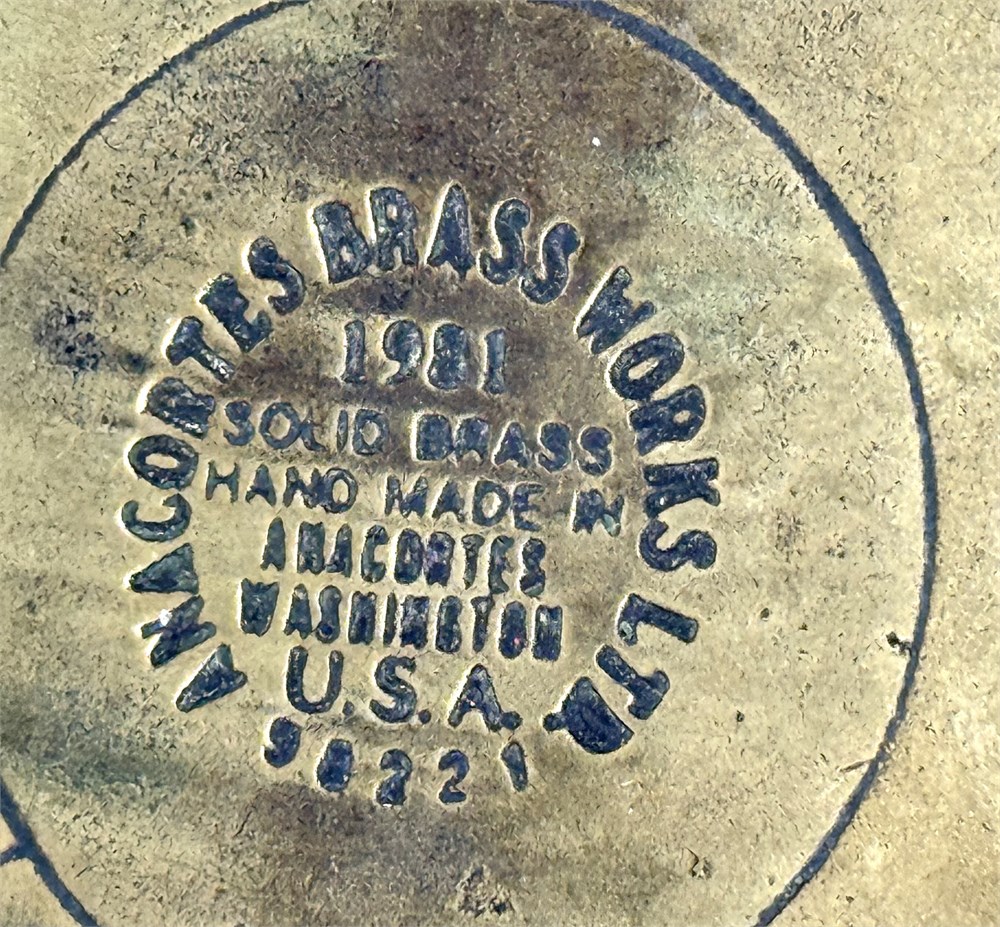 ANACORTES BRASS WORKS LTD.
1981
SOLID BRASS
HAND MADE IN
ANACORTES
WASHINGTON
U.S.A.
98221